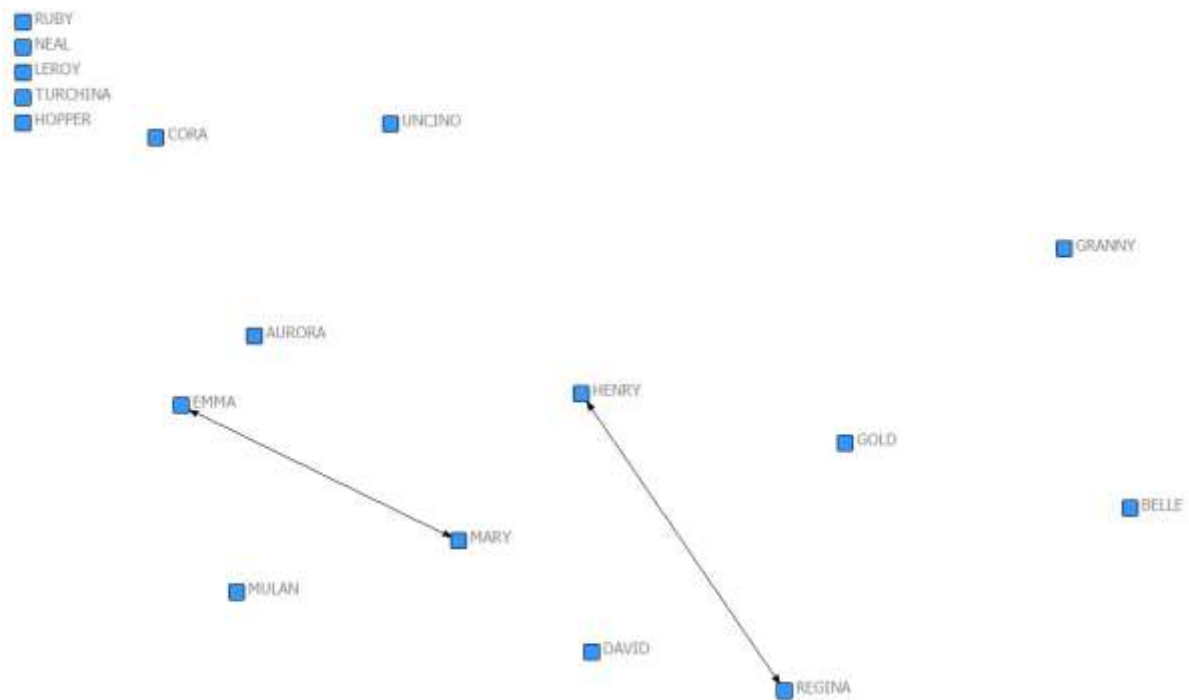 RUBY
NEAL
LEROY
TURCHINA
HOPPER
CORA
UNCINO
GRANNY
AURORA
HENRY
EMMA
GOLD
BELLE
MARY
MULAN
DAVID
REGINA